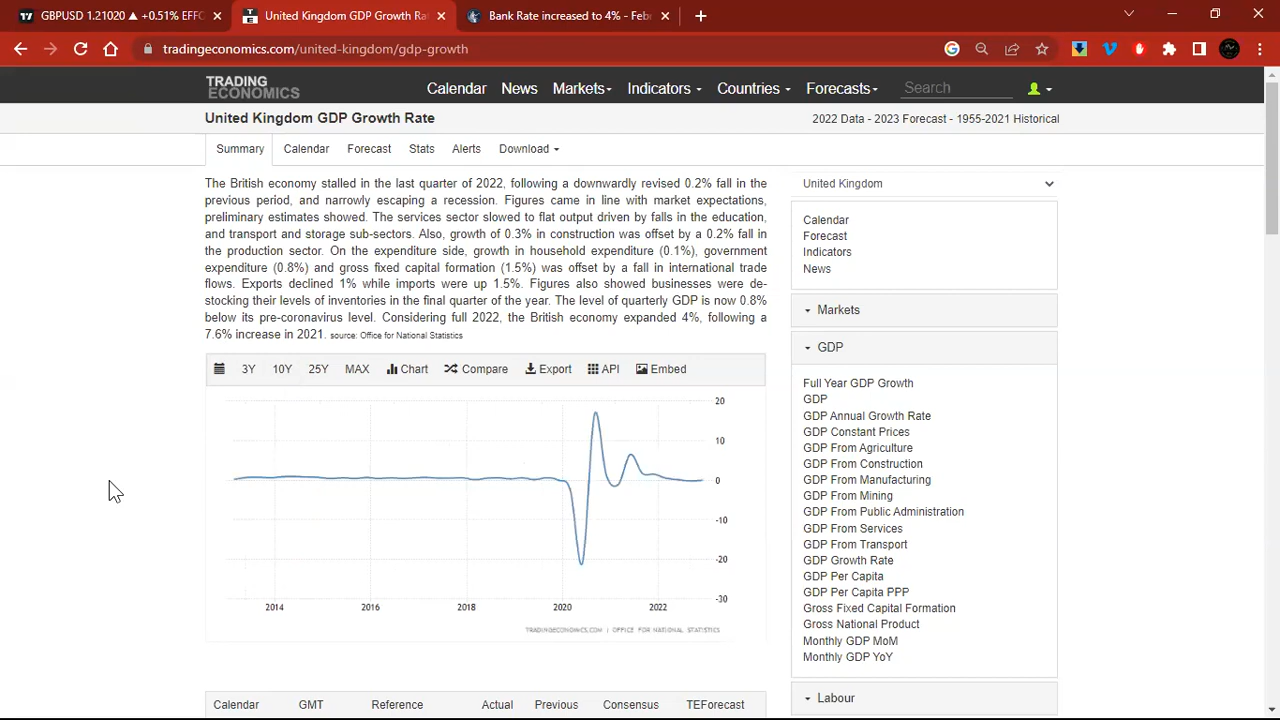 GBPUSD 1.21020 ▲ +0.51% EFFO
United Kingdom GDP Growth Rate
Bank Rate increased to 4% - Febr
tradingeconomics.com/united-kingdom/gdp-growth
TRADING ECONOMICS
Calendar News Markets Indicators Countries Forecasts Search
United Kingdom GDP Growth Rate
2022 Data - 2023 Forecast - 1955-2021 Historical
Summary Calendar Forecast Stats Alerts Download
The British economy stalled in the last quarter of 2022, following a downwardly revised 0.2% fall in the
previous period, and narrowly escaping a recession. Figures came in line with market expectations,
preliminary estimates showed. The services sector slowed to flat output driven by falls in the education,
and transport and storage sub-sectors. Also, growth of 0.3% in construction was offset by a 0.2% fall in
the production sector. On the expenditure side, growth in household expenditure (0.1%), government
expenditure (0.8%) and gross fixed capital formation (1.5%) was offset by a fall in international trade
flows. Exports declined 1% while imports were up 1.5%. Figures also showed businesses were de-
stocking their levels of inventories in the final quarter of the year. The level of quarterly GDP is now 0.8%
below its pre-coronavirus level. Considering full 2022, the British economy expanded 4%, following a
7.6% increase in 2021. source: Office for National Statistics
3Y 10Y 25Y MAX Chart Compare Export API Embed
20
10
0
-10
-20
-30
2014 2016 2018 2020 2022
TRADINGECONOMICS.COM | OFFICE FOR NATIONAL STATISTICS
Calendar GMT Reference Actual Previous Consensus TEForecast
United Kingdom
Calendar
Forecast
Indicators
News
Markets
GDP
Full Year GDP Growth
GDP
GDP Annual Growth Rate
GDP Constant Prices
GDP From Agriculture
GDP From Construction
GDP From Manufacturing
GDP From Mining
GDP From Public Administration
GDP From Services
GDP From Transport
GDP Growth Rate
GDP Per Capita
GDP Per Capita PPP
Gross Fixed Capital Formation
Gross National Product
Monthly GDP MoM
Monthly GDP YoY
Labour